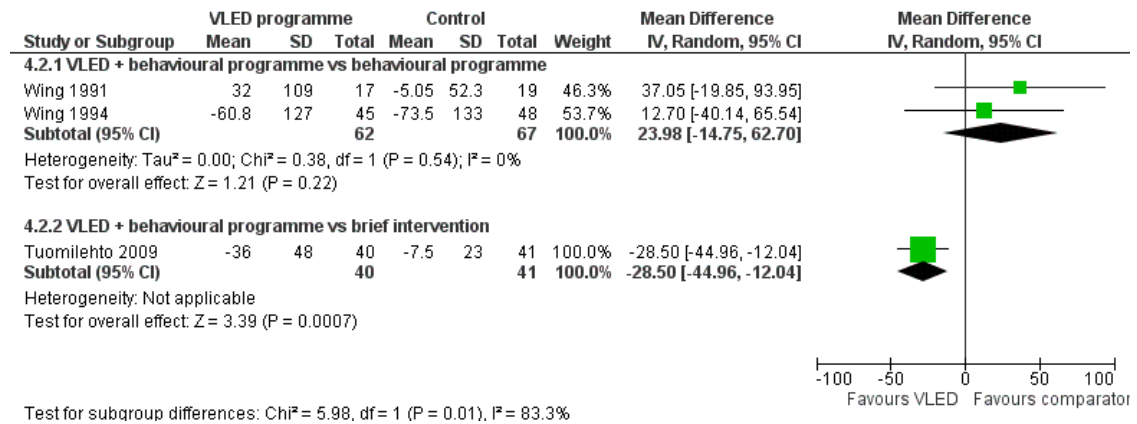 VLED programme Control Mean Difference Mean Difference
Study or Subgroup Mean SD Total Mean SD Total Weight IV, Random, 95% CI IV, Random, 95% CI
4.2.1 VLED + behavioural programme vs behavioural programme
Wing 1991 32 109 17 -5.05 52.3 19 46.3% 37.05 [-19.85, 93.95]
Wing 1994 -60.8 127 45 -73.5 133 48 53.7% 12.70 [-40.14, 65.54]
Subtotal (95% CI) 62 67 100.0% 23.98 [-14.75, 62.70]
Heterogeneity: Tau² = 0.00; Chi² = 0.38, df = 1 (P = 0.54); I² = 0%
Test for overall effect: Z = 1.21 (P = 0.22)
4.2.2 VLED + behavioural programme vs brief intervention
Tuomilehto 2009 -36 48 40 -7.5 23 41 100.0% -28.50 [-44.96, -12.04]
Subtotal (95% CI) 40 41 100.0% -28.50 [-44.96, -12.04]
Heterogeneity: Not applicable
Test for overall effect: Z = 3.39 (P = 0.0007)
-100 -50 0 50 100
Favours VLED Favours comparator
Test for subgroup differences: Chi² = 5.98, df = 1 (P = 0.01), I² = 83.3%